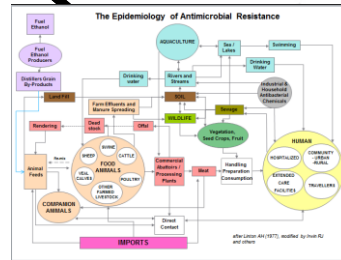 The Epidemiology of Antimicrobial Resistance
Fuel
Ethanol
Fuel
Ethanol
Producers
Distillers Grain
By-Products
AQUACULTURE
Sea /
Lakes
Swimming
Drinking
Water
Drinking
water
Rivers and
Streams
Industrial &
Household
Antibacterial
Chemicals
Land Fill
Farm Effluents and
Manure Spreading
SOIL
Sewage
WILDLIFE
Rendering
Dead
stock
Offal
Vegetation,
Seed Crops, Fruit
HUMAN
HOSPITALIZED
COMMUNITY
-URBAN
-RURAL
EXTENDED
CARE
FACILITIES
TRAVELLERS
SWINE
SHEEP
CATTLE
FOOD
ANIMALS
VEAL
CALVES
POULTRY
OTHER
FARMED
LIVESTOCK
Animal
Feeds
Commercial
Abattoirs /
Processing
Plants
Meat
Handling
Preparation
Consumption
COMPANION
ANIMALS
Direct
Contact
IMPORTS
after Linton AH (1977), modified by Irwin RJ
and others